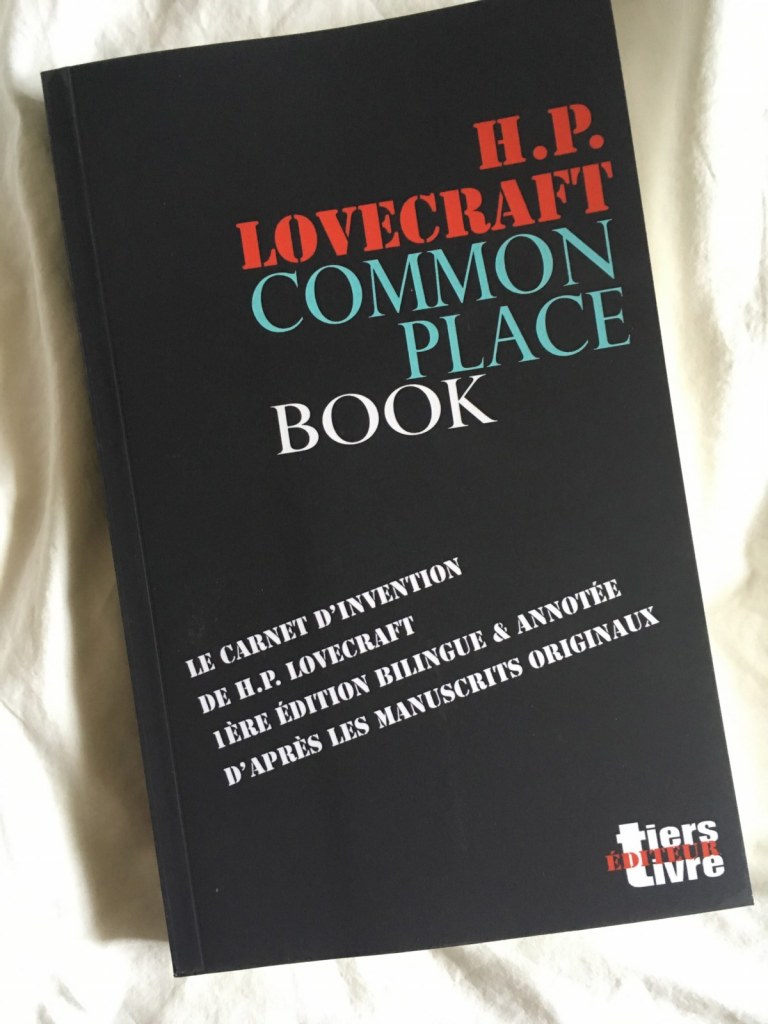 H.P.
LOVECRAFT
COMMON
PLACE
BOOK
LE CARNET D'INVENTION
DE H.P. LOVECRAFT
1ÈRE ÉDITION BILINGUE & ANNOTÉE
D'APRÈS LES MANUSCRITS ORIGINAUX
tiers
ÉDITEUR
Livre